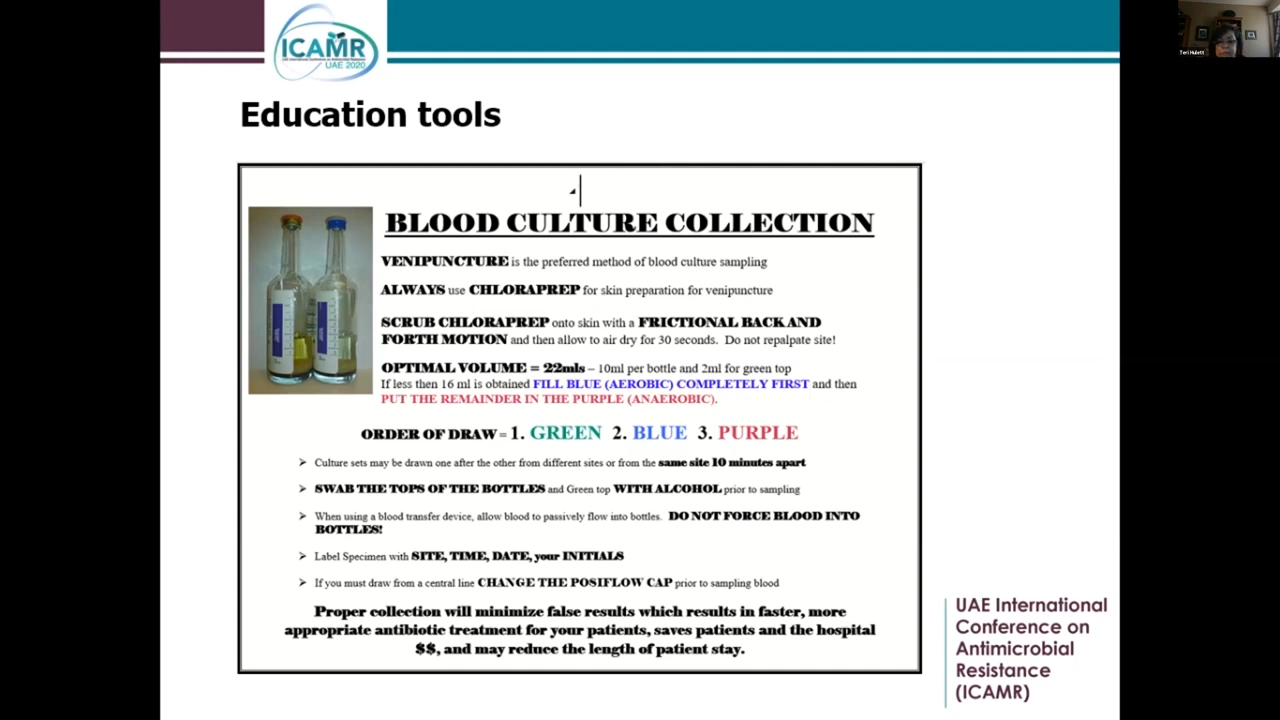 ICAMR
UAE 2020
Teri Hulett
Education tools
BLOOD CULTURE COLLECTION
VENIPUNCTURE is the preferred method of blood culture sampling
ALWAYS use CHLORAPREP for skin preparation for venipuncture
SCRUB CHLORAPREP onto skin with a FRICTIONAL BACK AND
FORTH MOTION and then allow to air dry for 30 seconds. Do not repalpate site!
OPTIMAL VOLUME = 22mls – 10ml per bottle and 2ml for green top
If less then 16 ml is obtained FILL BLUE (AEROBIC) COMPLETELY FIRST and then
PUT THE REMAINDER IN THE PURPLE (ANAEROBIC).
ORDER OF DRAW = 1. GREEN 2. BLUE 3. PURPLE
➢ Culture sets may be drawn one after the other from different sites or from the same site 10 minutes apart
➢ SWAB THE TOPS OF THE BOTTLES and Green top WITH ALCOHOL prior to sampling
➢ When using a blood transfer device, allow blood to passively flow into bottles. DO NOT FORCE BLOOD INTO
BOTTLES!
➢ Label Specimen with SITE, TIME, DATE, your INITIALS
➢ If you must draw from a central line CHANGE THE POSIFLOW CAP prior to sampling blood
Proper collection will minimize false results which results in faster, more
appropriate antibiotic treatment for your patients, saves patients and the hospital
$$, and may reduce the length of patient stay.
UAE International
Conference on
Antimicrobial
Resistance
(ICAMR)